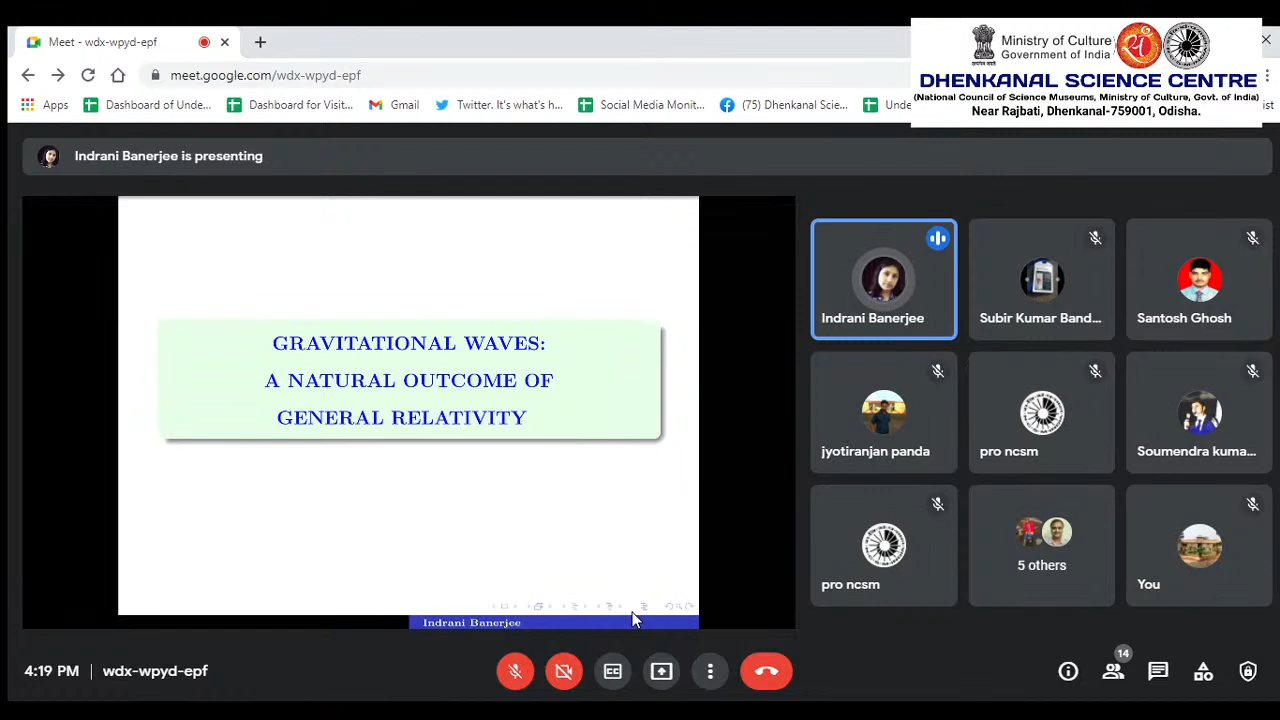 Meet - wdx-wpyd-epf
meet.google.com/wdx-wpyd-epf
Apps
Dashboard of Unde...
Dashboard for Visit...
Gmail
Twitter. It's what's h...
Social Media Monit...
(75) Dhenkanal Scie...
Unde
ist
Ministry of Culture
Government of India
DHENKANAL SCIENCE CENTRE
(National Council of Science Museums, Ministry of Culture, Govt. of India)
Near Rajbati, Dhenkanal-759001, Odisha.
Indrani Banerjee is presenting
GRAVITATIONAL WAVES:
A NATURAL OUTCOME OF
GENERAL RELATIVITY
Indrani Banerjee
Indrani Banerjee
Subir Kumar Band...
Santosh Ghosh
jyotiranjan panda
pro ncsm
Soumendra kuma...
pro ncsm
5 others
You
4:19 PM | wdx-wpyd-epf
CC
14